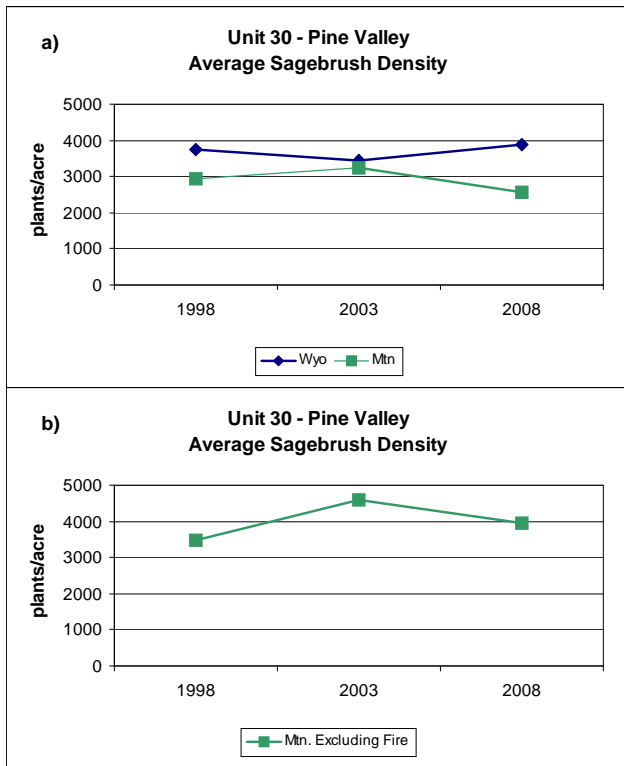 a)
Unit 30 - Pine Valley
Average Sagebrush Density
plants/acre
5000
4000
3000
2000
1000
0
1998 2003 2008
Wyo Mtn
b)
Unit 30 - Pine Valley
Average Sagebrush Density
plants/acre
5000
4000
3000
2000
1000
0
1998 2003 2008
Mtn. Excluding Fire